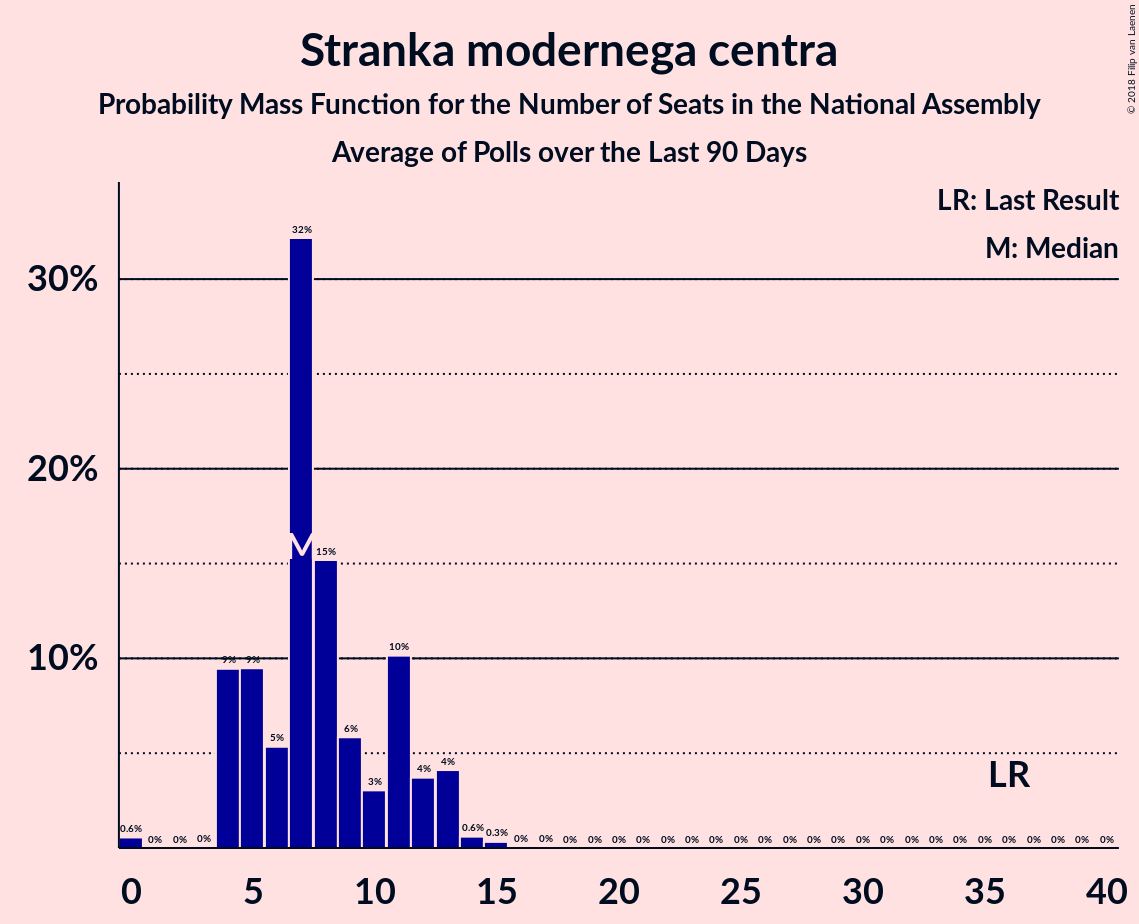 Stranka modernega centra
Probability Mass Function for the Number of Seats in the National Assembly
Average of Polls over the Last 90 Days
© 2018 Filip van Laenen
LR: Last Result
M: Median
32%
30%
20%
M
15%
10%
9% 9%
10%
5%
6%
3%
4% 4%
LR
0.6% 0% 0% 0%
0.6% 0.3% 0% 0% 0% 0% 0% 0% 0% 0% 0% 0% 0% 0% 0% 0% 0% 0% 0% 0% 0% 0% 0% 0% 0% 0% 0%
0 5 10 15 20 25 30 35 40